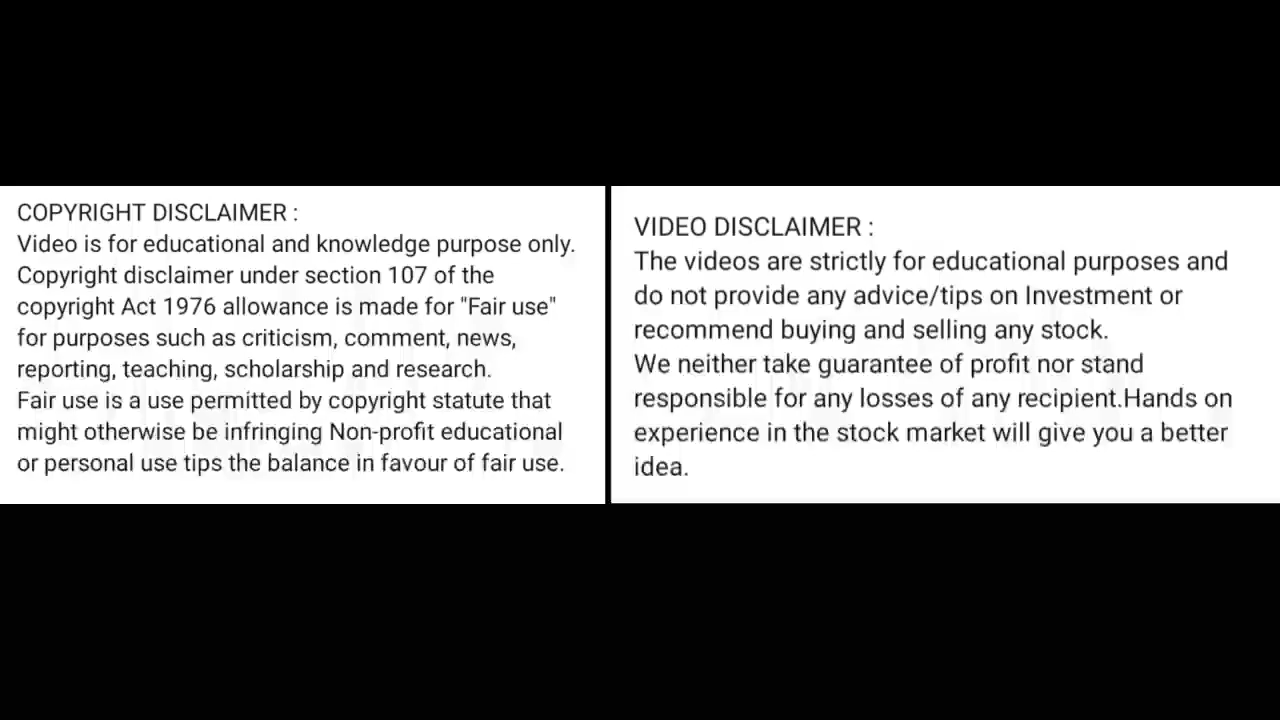 COPYRIGHT DISCLAIMER :
Video is for educational and knowledge purpose only.
Copyright disclaimer under section 107 of the
copyright Act 1976 allowance is made for "Fair use"
for purposes such as criticism, comment, news,
reporting, teaching, scholarship and research.
Fair use is a use permitted by copyright statute that
might otherwise be infringing Non-profit educational
or personal use tips the balance in favour of fair use.
VIDEO DISCLAIMER :
The videos are strictly for educational purposes and
do not provide any advice/tips on Investment or
recommend buying and selling any stock.
We neither take guarantee of profit nor stand
responsible for any losses of any recipient.Hands on
experience in the stock market will give you a better
idea.